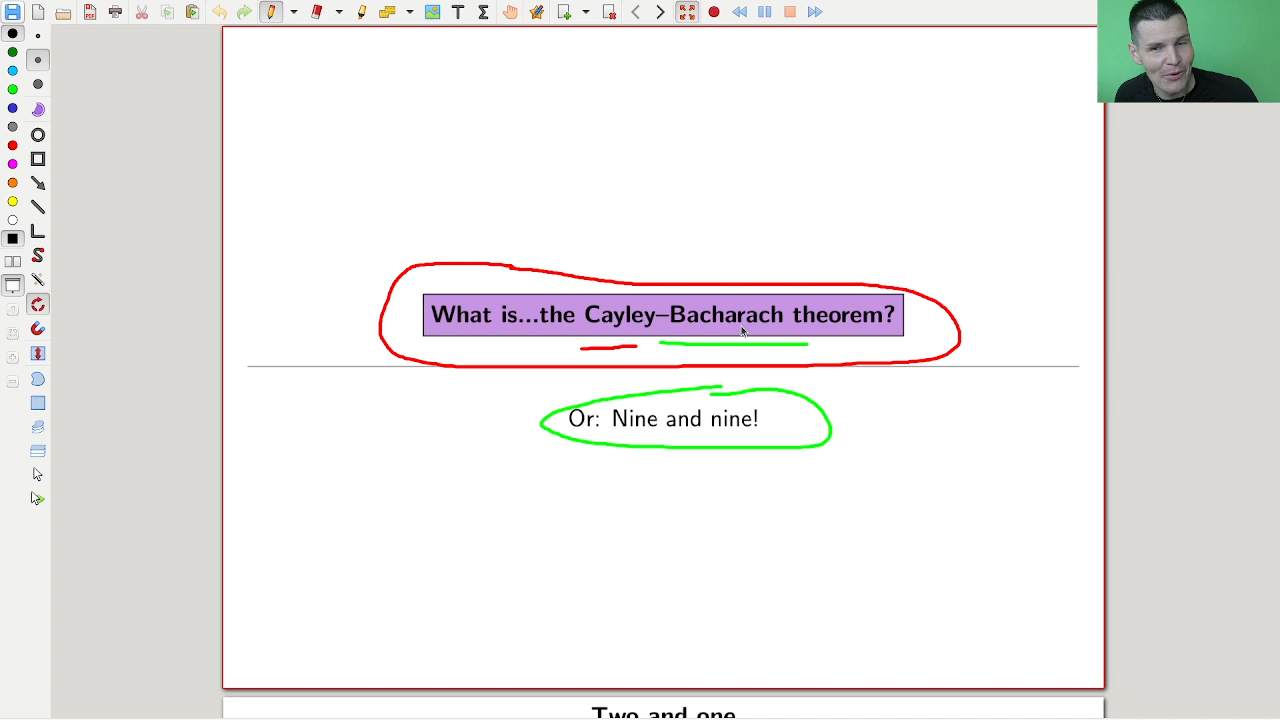 What is...the Cayley–Bacharach theorem?
Or: Nine and nine!
Two and one